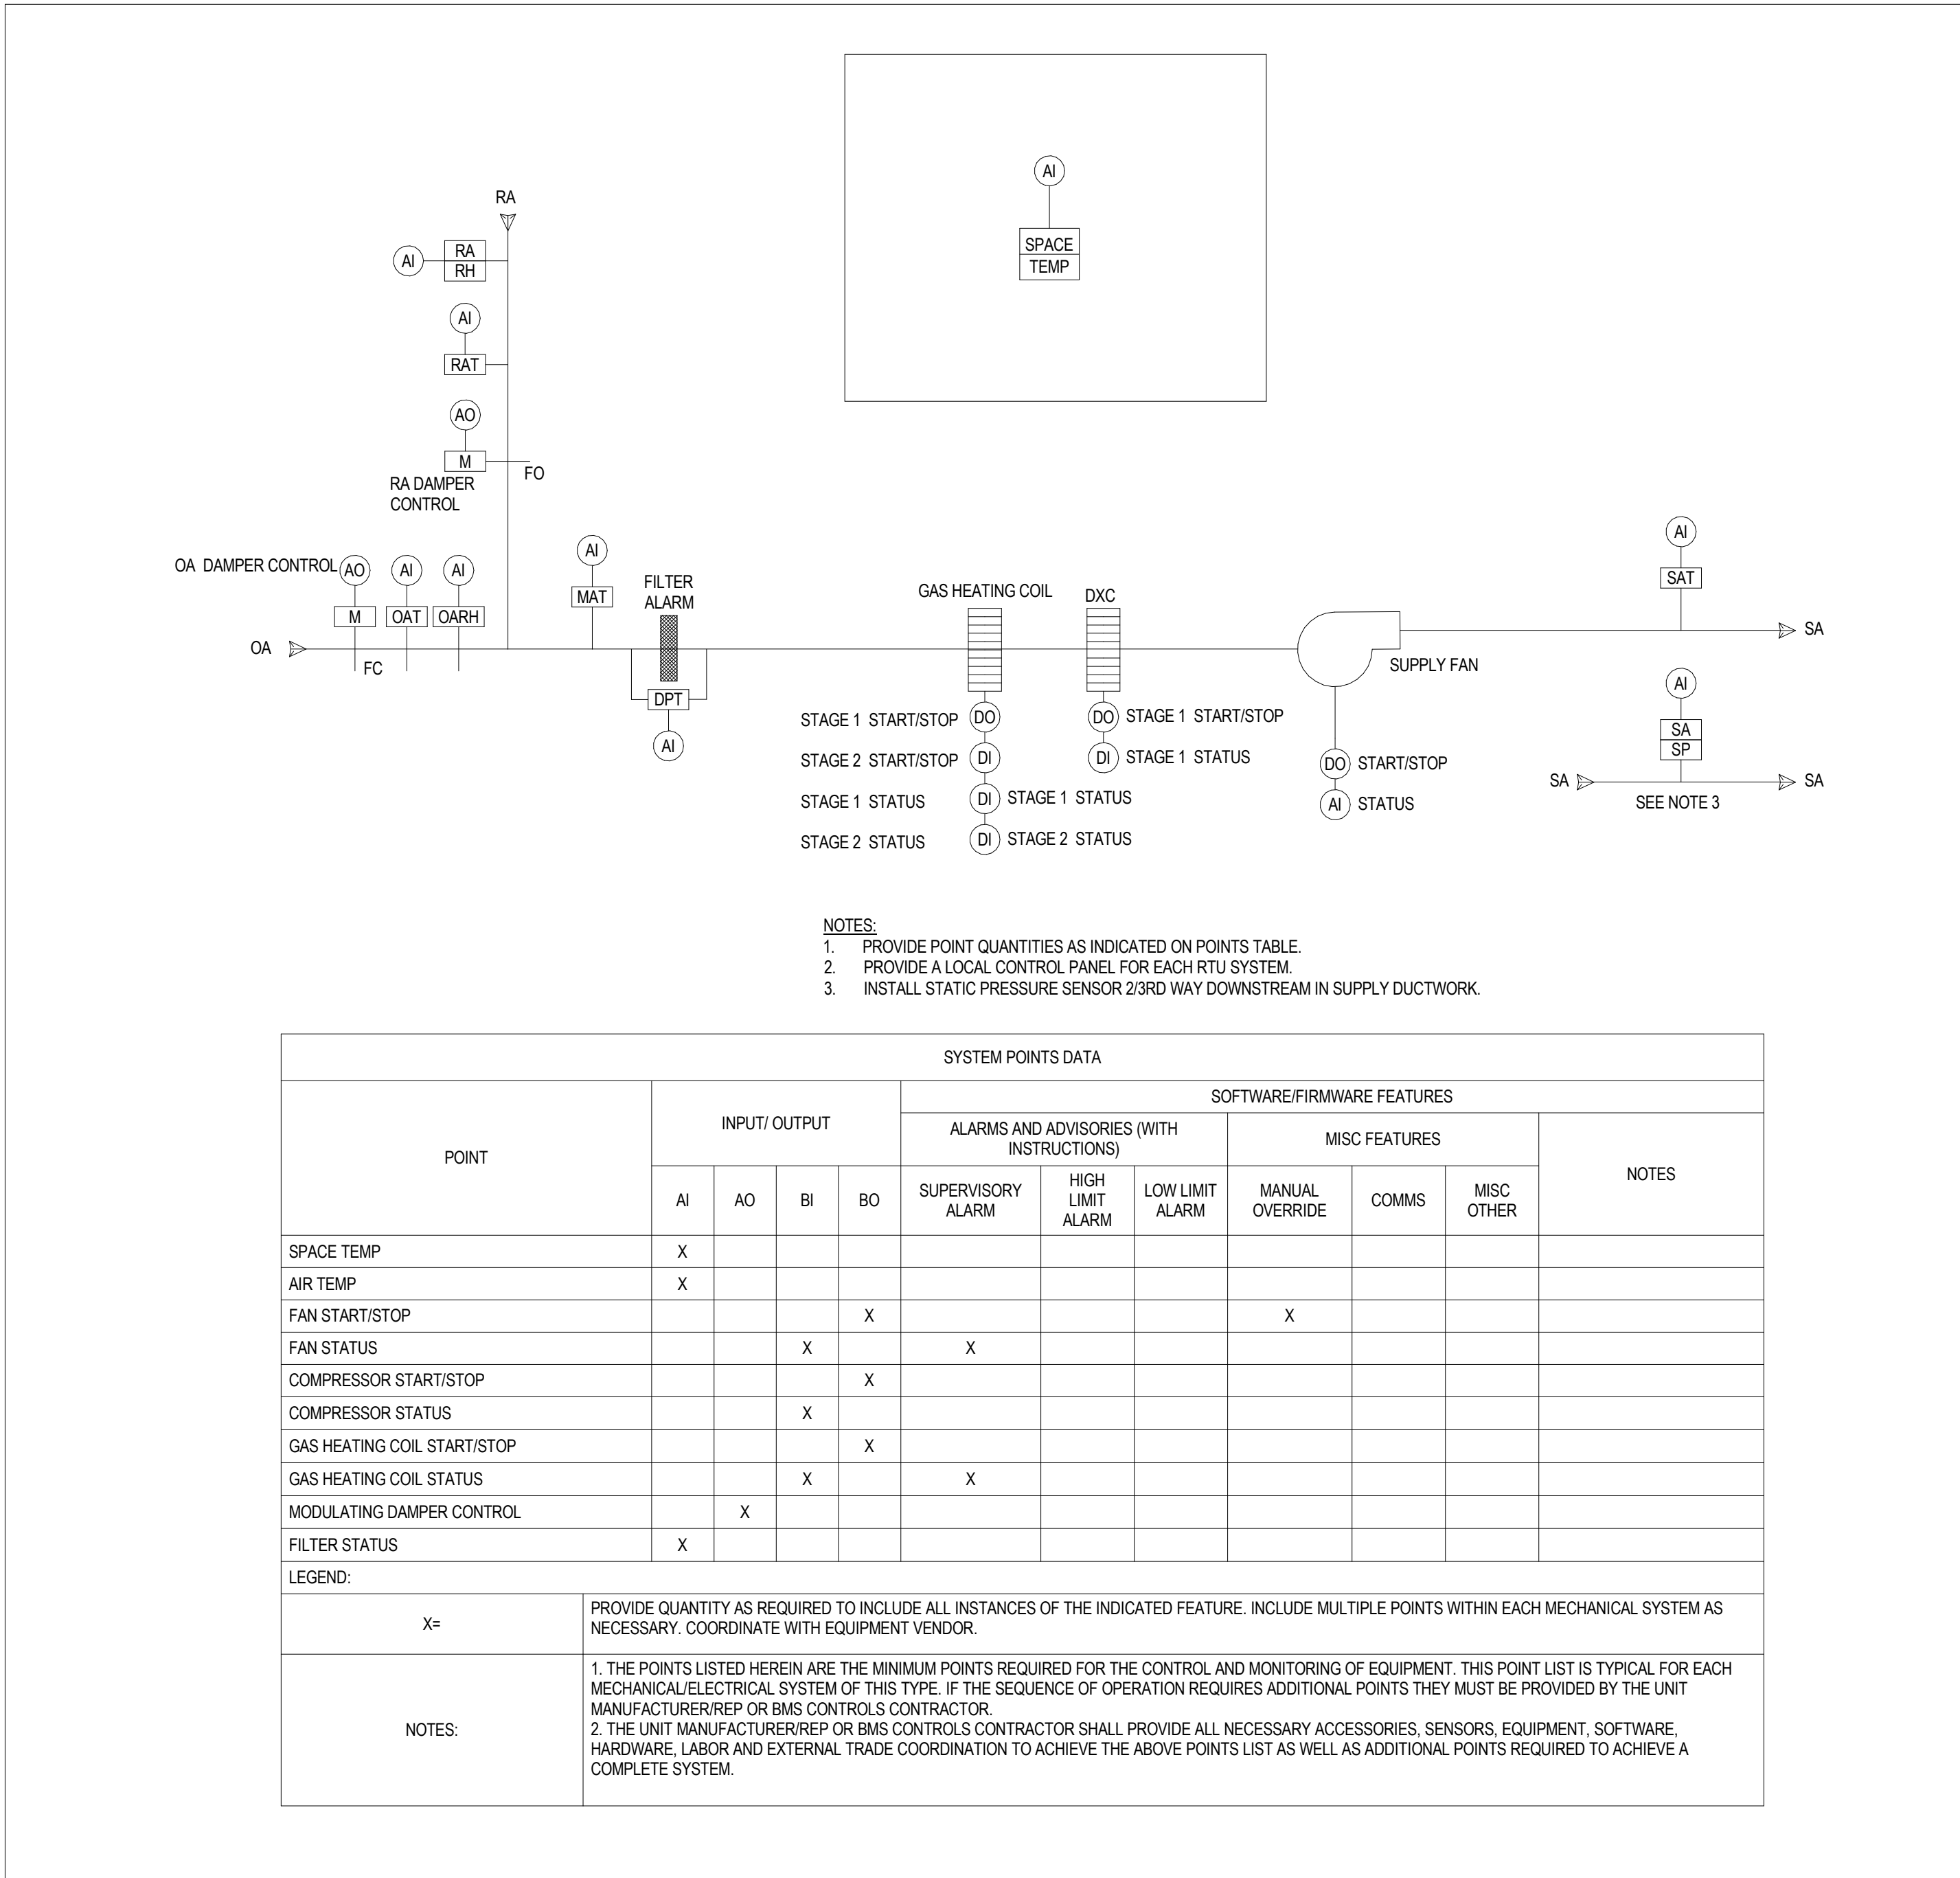 AI
SPACE
TEMP
RA
AI
RA
RH
AI
RAT
AO
M
FO
RA DAMPER
CONTROL
OA DAMPER CONTROL
AO
AI
AI
M
OAT
OARH
OA
FC
AI
MAT
FILTER
ALARM
DPT
AI
GAS HEATING COIL
DXC
STAGE 1 START/STOP
DO
STAGE 2 START/STOP
DI
STAGE 1 STATUS
DI
STAGE 1 STATUS
STAGE 2 STATUS
DI
STAGE 2 STATUS
DO
STAGE 1 START/STOP
DI
STAGE 1 STATUS
SUPPLY FAN
DO
START/STOP
AI
STATUS
AI
SAT
SA
AI
SA
SP
SA
SA
SEE NOTE 3
NOTES:
1. PROVIDE POINT QUANTITIES AS INDICATED ON POINTS TABLE.
2. PROVIDE A LOCAL CONTROL PANEL FOR EACH RTU SYSTEM.
3. INSTALL STATIC PRESSURE SENSOR 2/3RD WAY DOWNSTREAM IN SUPPLY DUCTWORK.
SYSTEM POINTS DATA
POINT
INPUT/ OUTPUT
SOFTWARE/FIRMWARE FEATURES
ALARMS AND ADVISORIES (WITH
INSTRUCTIONS)
MISC FEATURES
NOTES
AI
AO
BI
BO
SUPERVISORY
ALARM
HIGH
LIMIT
ALARM
LOW LIMIT
ALARM
MANUAL
OVERRIDE
COMMS
MISC
OTHER
SPACE TEMP X
AIR TEMP X
FAN START/STOP X X
FAN STATUS X X
COMPRESSOR START/STOP X
COMPRESSOR STATUS X
GAS HEATING COIL START/STOP X
GAS HEATING COIL STATUS X X
MODULATING DAMPER CONTROL X
FILTER STATUS X
LEGEND:
X=
PROVIDE QUANTITY AS REQUIRED TO INCLUDE ALL INSTANCES OF THE INDICATED FEATURE. INCLUDE MULTIPLE POINTS WITHIN EACH MECHANICAL SYSTEM AS
NECESSARY. COORDINATE WITH EQUIPMENT VENDOR.
NOTES:
1. THE POINTS LISTED HEREIN ARE THE MINIMUM POINTS REQUIRED FOR THE CONTROL AND MONITORING OF EQUIPMENT. THIS POINT LIST IS TYPICAL FOR EACH
MECHANICAL/ELECTRICAL SYSTEM OF THIS TYPE. IF THE SEQUENCE OF OPERATION REQUIRES ADDITIONAL POINTS THEY MUST BE PROVIDED BY THE UNIT
MANUFACTURER/REP OR BMS CONTROLS CONTRACTOR.
2. THE UNIT MANUFACTURER/REP OR BMS CONTROLS CONTRACTOR SHALL PROVIDE ALL NECESSARY ACCESSORIES, SENSORS, EQUIPMENT, SOFTWARE,
HARDWARE, LABOR AND EXTERNAL TRADE COORDINATION TO ACHIEVE THE ABOVE POINTS LIST AS WELL AS ADDITIONAL POINTS REQUIRED TO ACHIEVE A
COMPLETE SYSTEM.